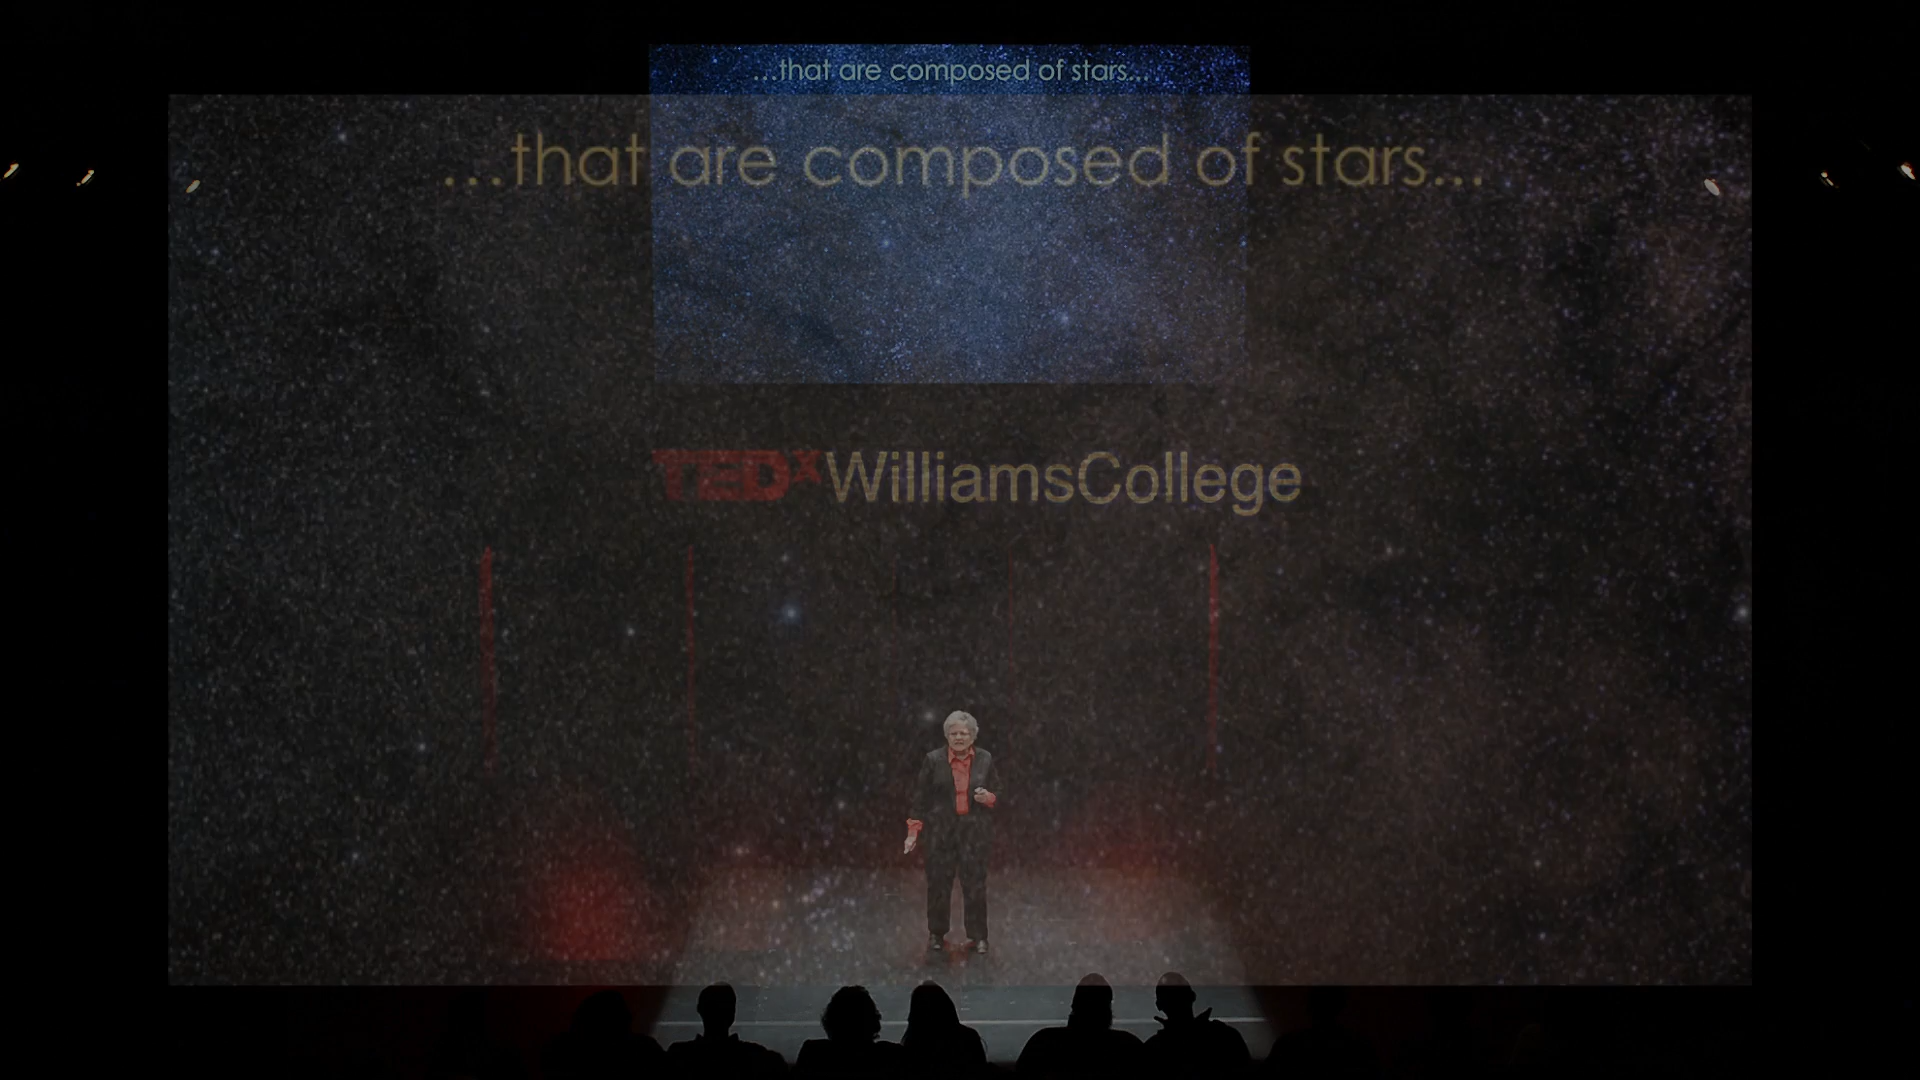 ...that are composed of stars...
...that are composed of stars...
TEDxWilliamsCollege